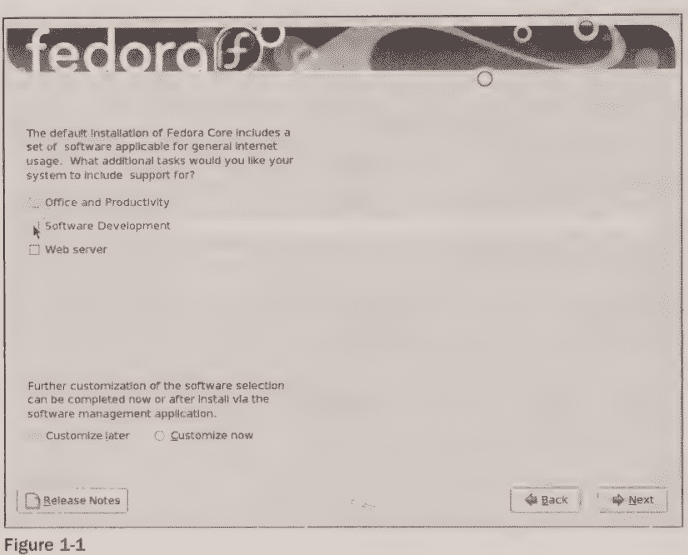 fedora f
The default installation of Fedora Core includes a
set of software applicable for general internet
usage. What additional tasks would you like your
system to include support for?
Office and Productivity
Software Development
Web server
Further customization of the software selection
can be completed now or after install via the
software management application.
Customize later Customize now
Release Notes Back Next
Figure 1-1